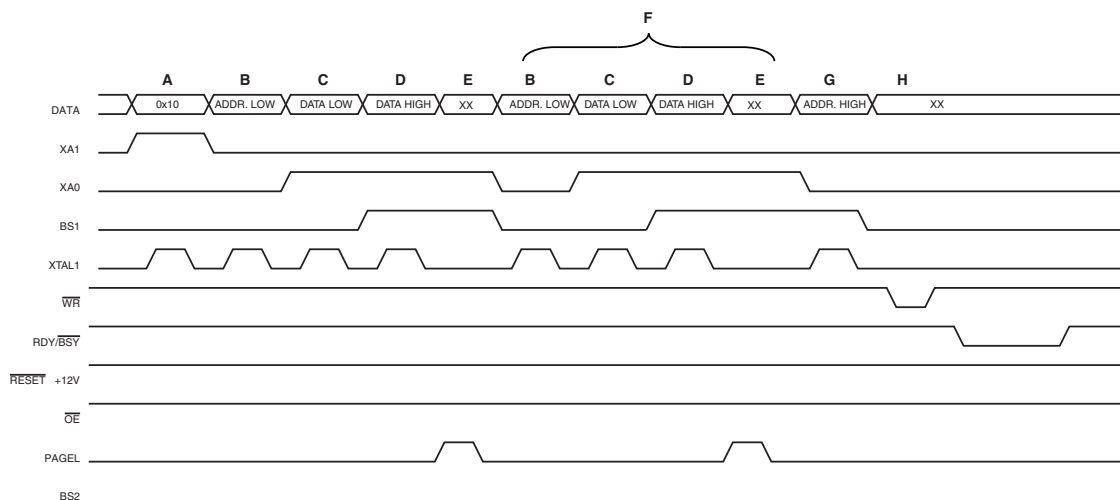 F
A B C D E B C D E G H
DATA 0x10 ADDR. LOW DATA LOW DATA HIGH XX ADDR. LOW DATA LOW DATA HIGH XX ADDR. HIGH XX
XA1
XA0
BS1
XTAL1
WR
RDY/BSY
RESET +12V
OE
PAGEL
BS2